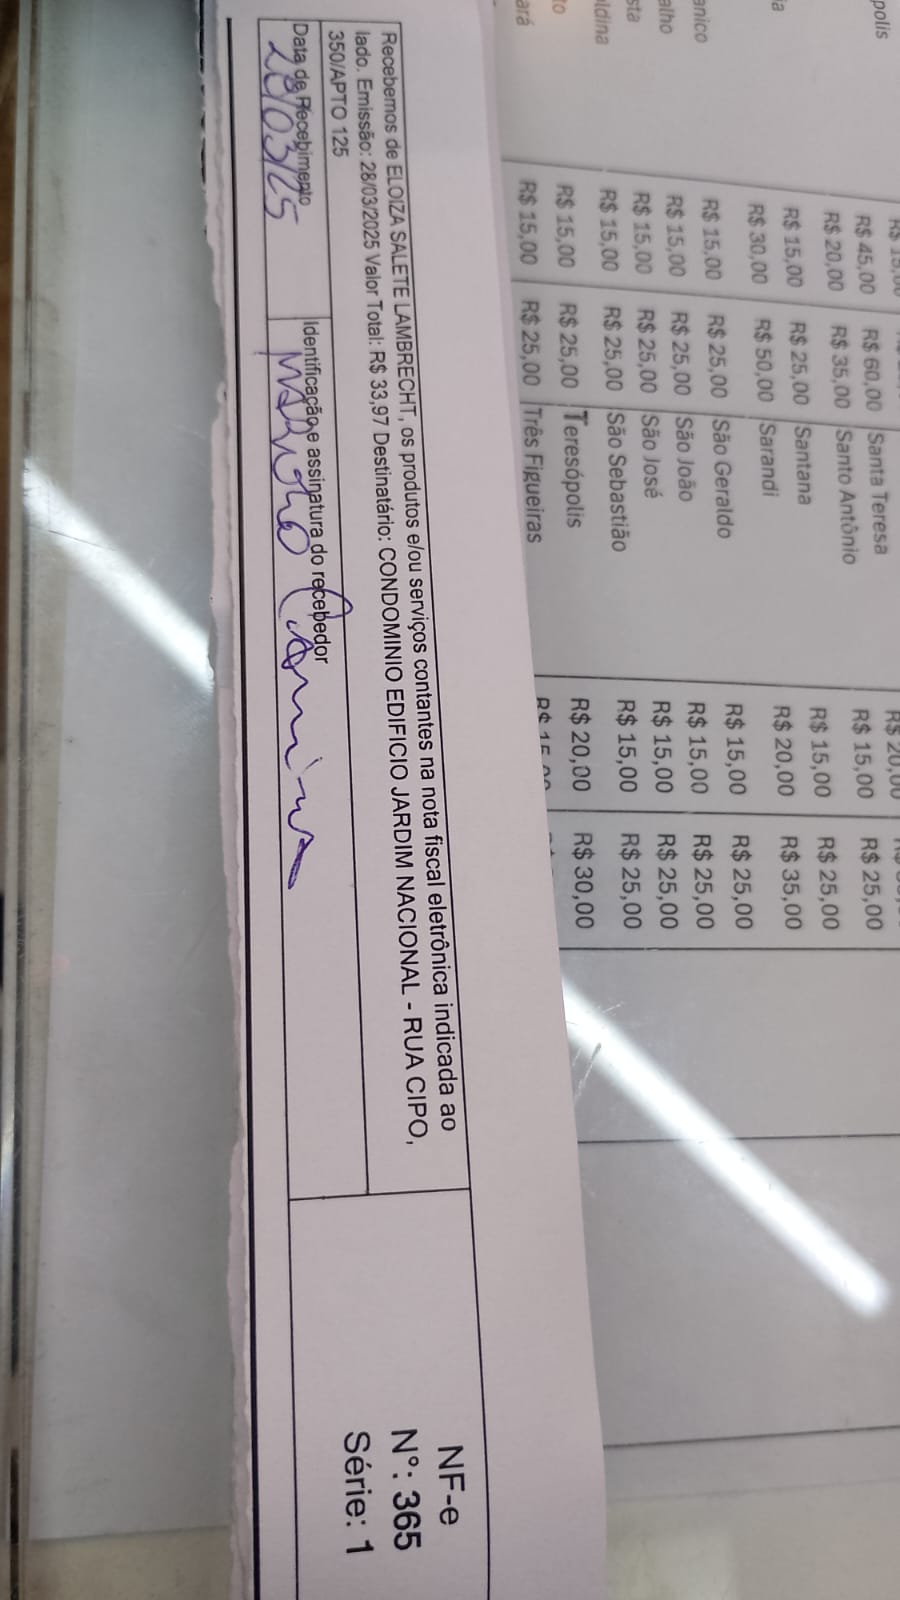 Recebemos de ELOIZA SALETE LAMBRECHT, os produtos e/ou serviços contantes na nota fiscal eletrônica indicada ao
lado. Emissão: 28/03/2025 Valor Total: R$ 33,97 Destinatário: CONDOMINIO EDIFICIO JARDIM NACIONAL - RUA CIPO,
350/APTO 125
Data de Recebimento
28/03/25
Identificação e assinatura do recebedor
NF-e
Nº: 365
Série: 1
polis
R$ 45,00 R$ 60,00 Santa Teresa R$ 15,00 R$ 25,00
R$ 20,00 R$ 35,00 Santo Antônio
R$ 15,00 R$ 25,00 Santana R$ 15,00 R$ 25,00
R$ 30,00 R$ 50,00 Sarandi R$ 20,00 R$ 35,00
anico R$ 15,00 R$ 25,00 São Geraldo R$ 15,00 R$ 25,00
alho R$ 15,00 R$ 25,00 São João R$ 15,00 R$ 25,00
sta R$ 15,00 R$ 25,00 São José R$ 15,00 R$ 25,00
ldina R$ 15,00 R$ 25,00 São Sebastião R$ 15,00 R$ 25,00
to R$ 15,00 R$ 25,00 Teresópolis R$ 20,00 R$ 30,00
ará R$ 15,00 R$ 25,00 Três Figueiras